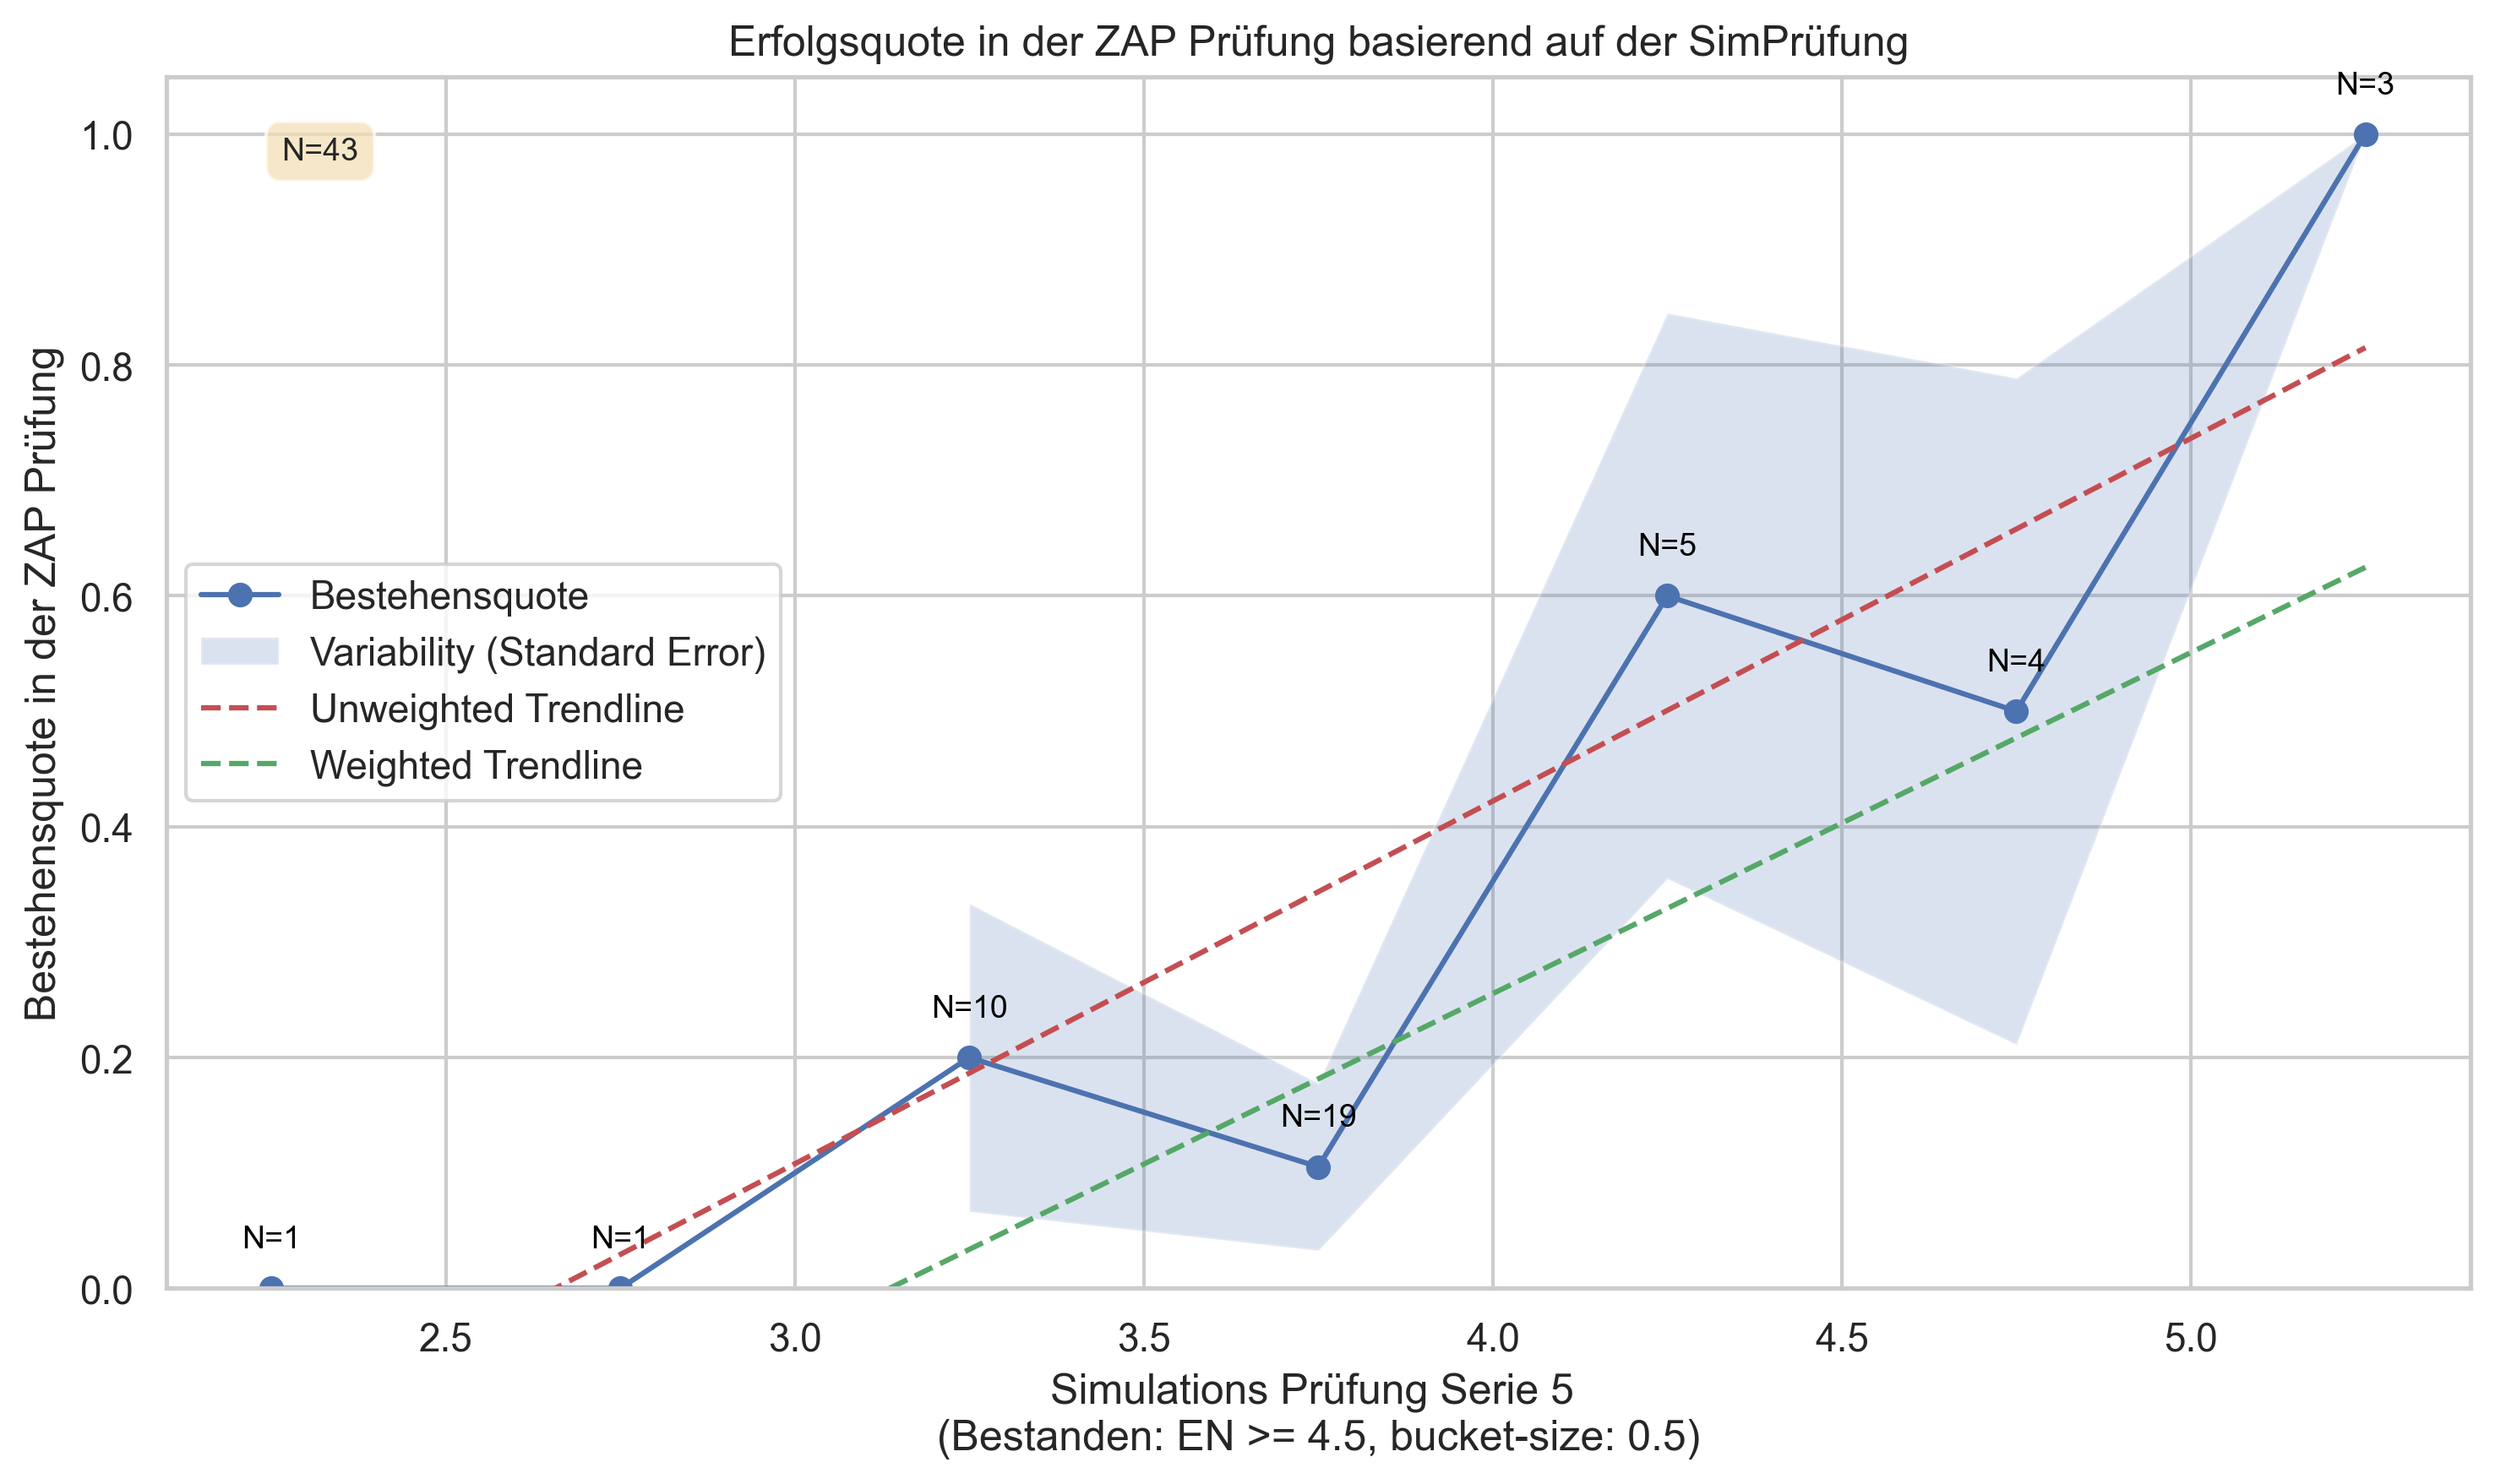 Erfolgsquote in der ZAP Prüfung basierend auf der SimPrüfung
N=3
1.0
N=43
0.8
Bestehensquote in der ZAP Prüfung
N=5
0.6
Bestehensquote
Variability (Standard Error)
Unweighted Trendline
Weighted Trendline
N=4
0.4
N=10
0.2
N=19
N=1
N=1
0.0
2.5 3.0 3.5 4.0 4.5 5.0
Simulations Prüfung Serie 5
(Bestanden: EN >= 4.5, bucket-size: 0.5)